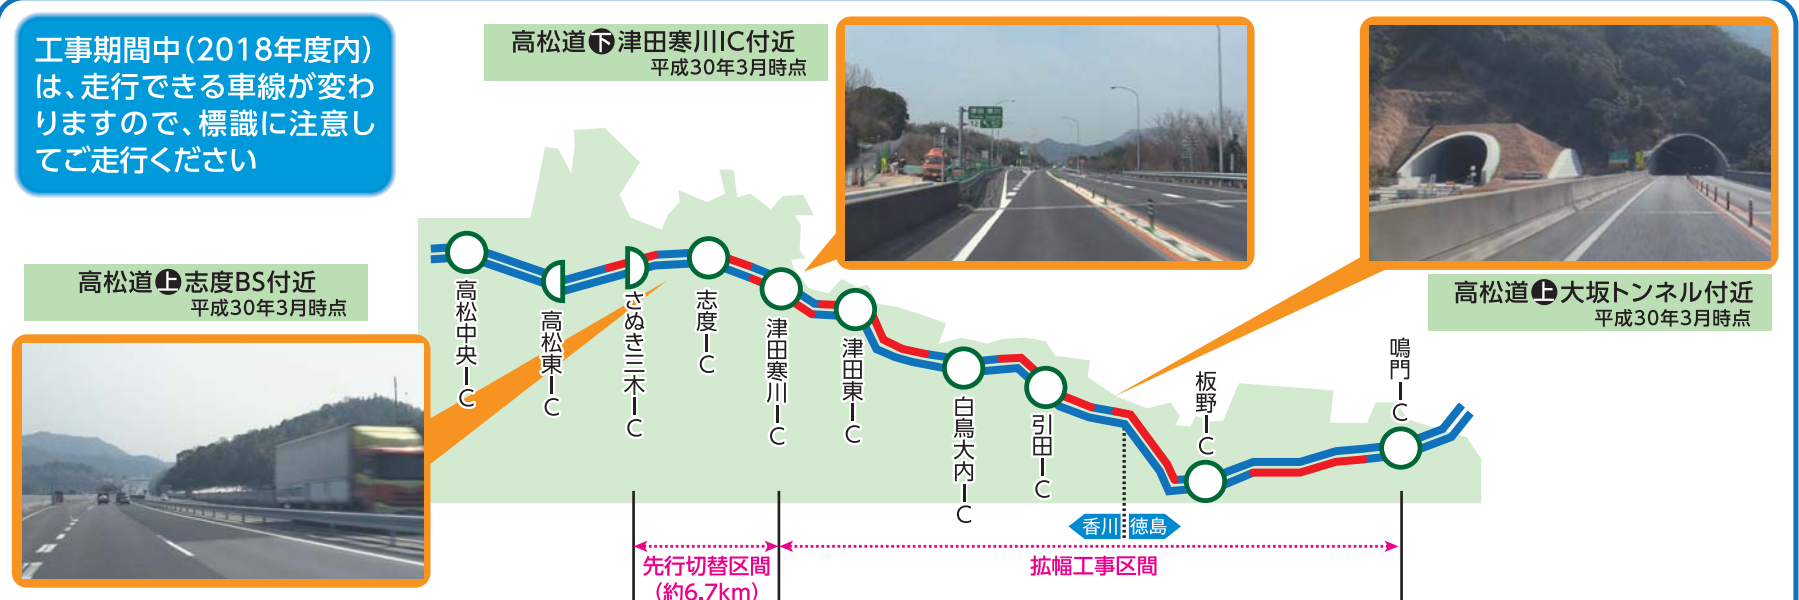 工事期間中（2018年度内）
は、走行できる車線が変わ
りますので、標識に注意し
てご走行ください
高松道下津田寒川IC付近
平成30年3月時点
高松道上志度BS付近
平成30年3月時点
高松道上大坂トンネル付近
平成30年3月時点
高松中央IC
高松東IC
さぬき三木IC
志度IC
津田寒川IC
津田東IC
白鳥大内IC
引田IC
板野IC
鳴門IC
香川
徳島
先行切替区間
（約6.7km）
拡幅工事区間